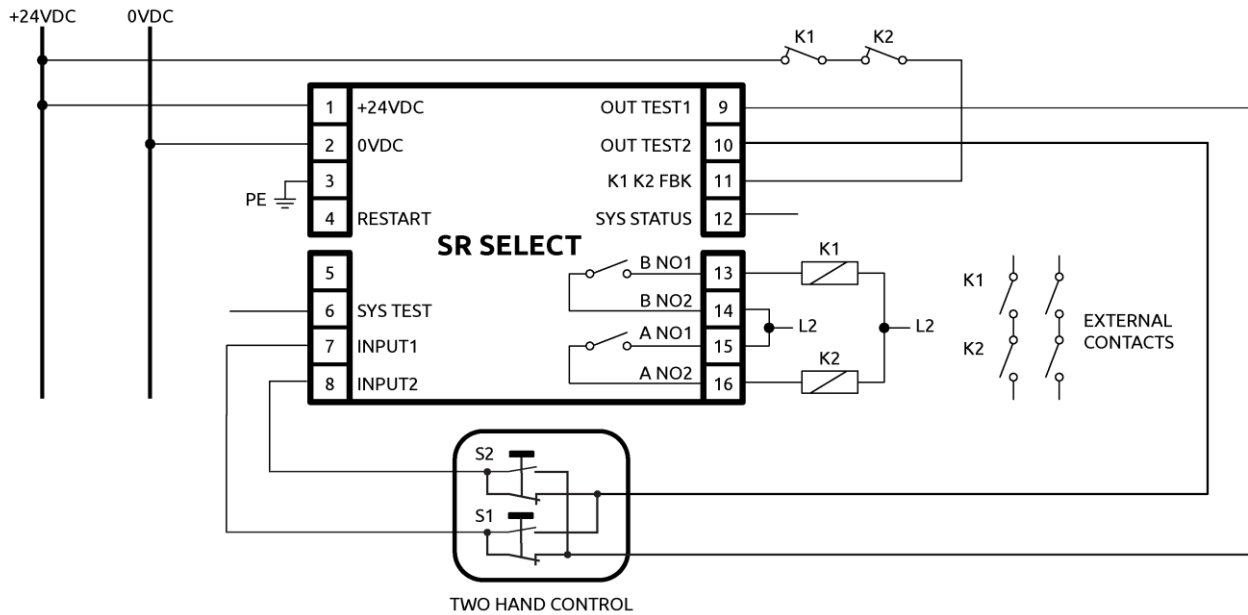 +24VDC 0VDC
K1 K2
1 +24VDC OUT TEST1 9
2 0VDC OUT TEST2 10
PE 3 K1 K2 FBK 11
4 RESTART SYS STATUS 12
SR SELECT
5 B NO1 13 K1
6 SYS TEST B NO2 14
7 INPUT1 A NO1 15
8 INPUT2 A NO2 16
L2
L2
K2
K1
K2
EXTERNAL
CONTACTS
S2
S1
TWO HAND CONTROL